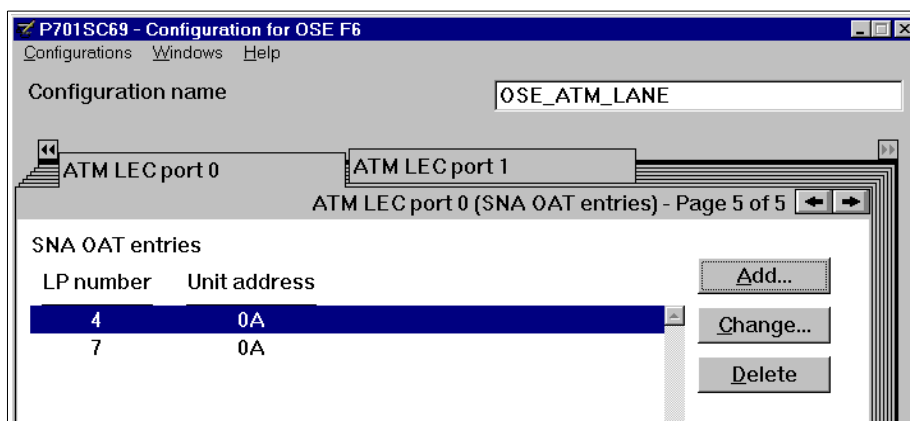 P701SC69 - Configuration for OSE F6
Configurations Windows Help
Configuration name OSE_ATM_LANE
ATM LEC port 0 ATM LEC port 1
ATM LEC port 0 (SNA OAT entries) - Page 5 of 5
SNA OAT entries
LP number Unit address
Add...
4 0A
Change...
7 0A
Delete